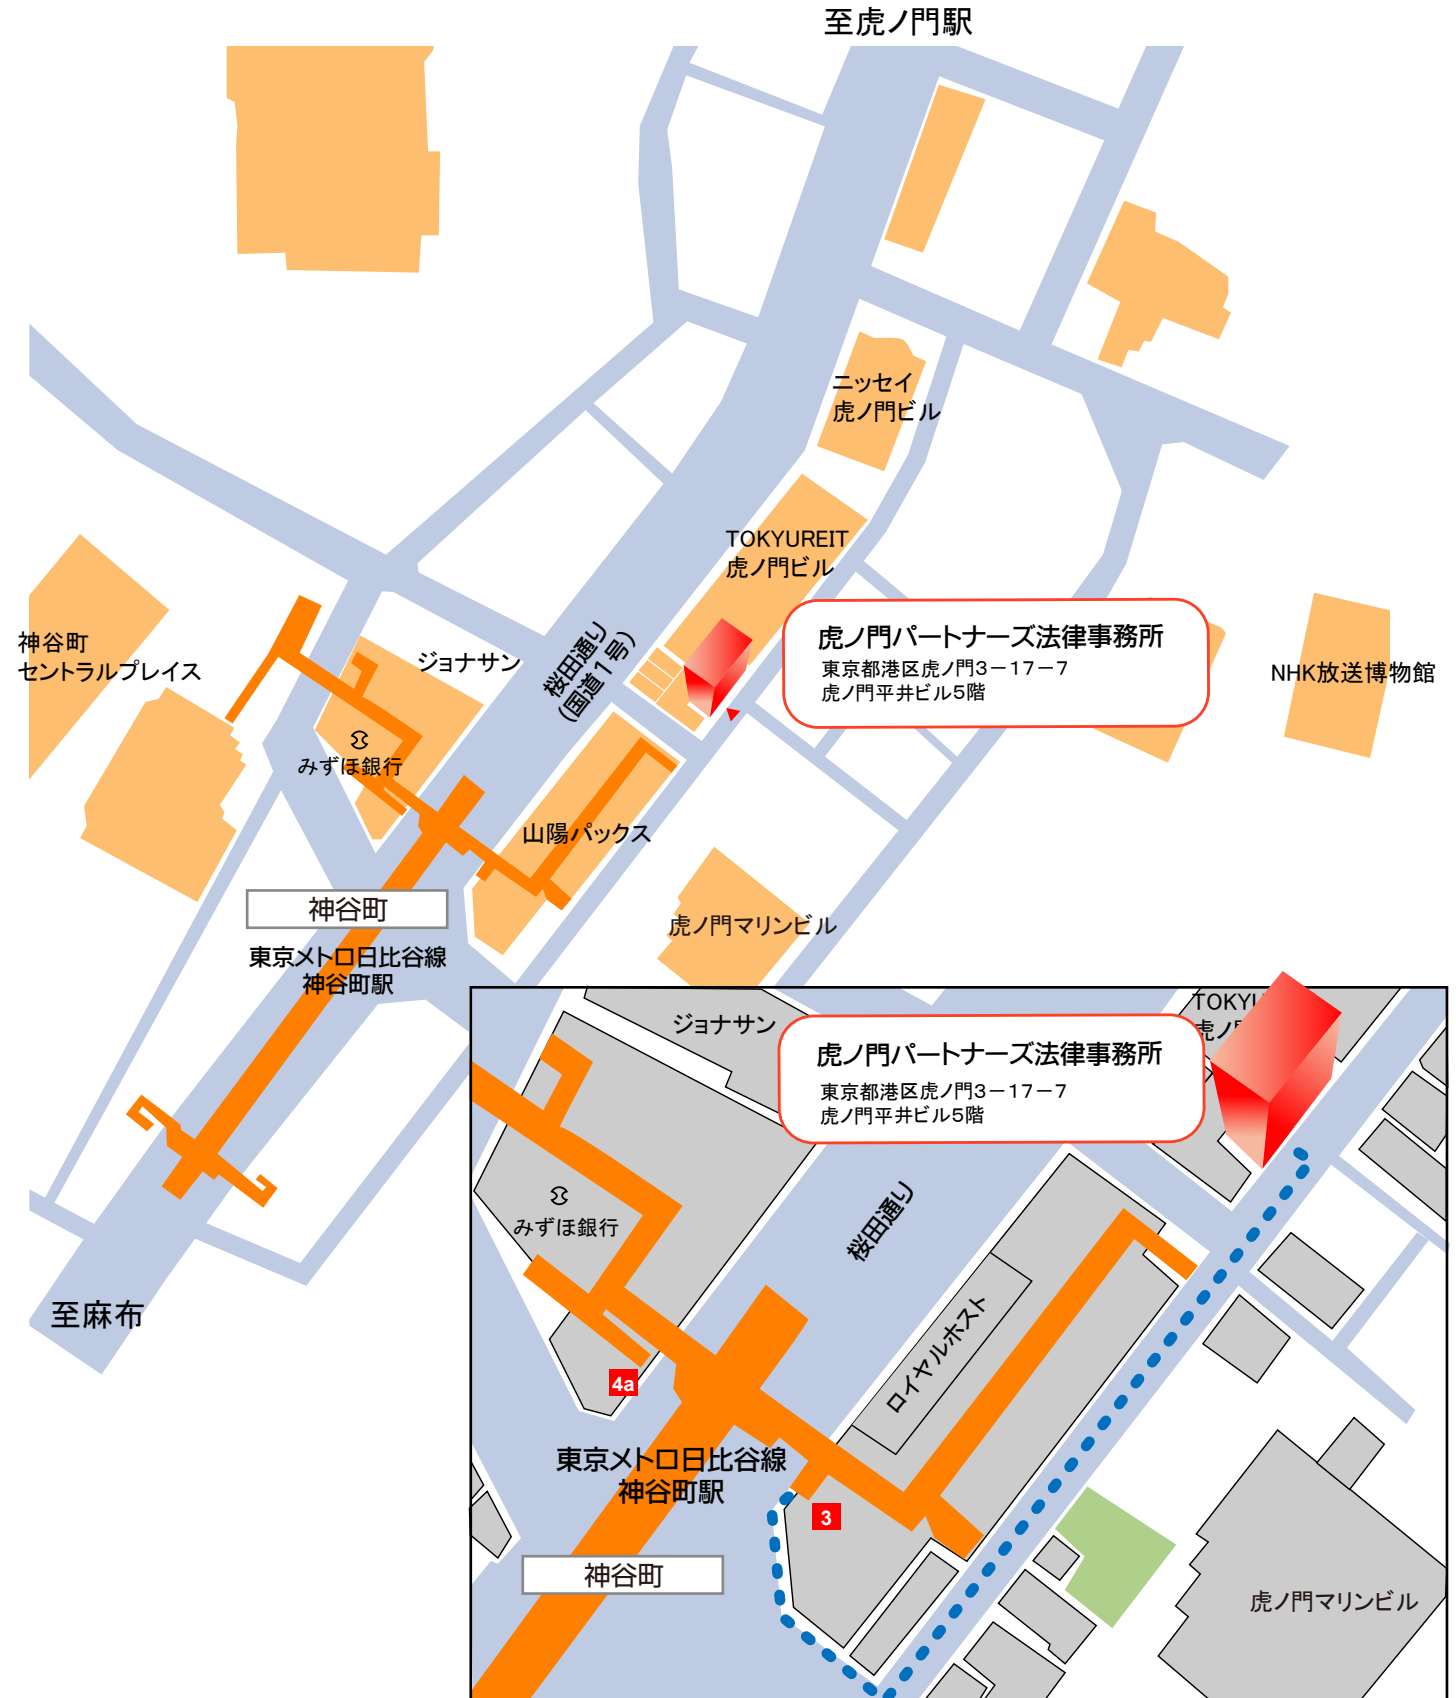 至虎ノ門駅
ニッセイ
虎ノ門ビル
TOKYUREIT
虎ノ門ビル
虎ノ門パートナーズ法律事務所
東京都港区虎ノ門3－17－7
虎ノ門平井ビル5階
神谷町
セントラルプレイス
ジョナサン
桜田通り
(国道1号)
NHK放送博物館
みずほ銀行
山陽パックス
神谷町
虎ノ門マリンビル
東京メトロ日比谷線
神谷町駅
至麻布
ジョナサン
TOKYU
虎ノ門
虎ノ門パートナーズ法律事務所
東京都港区虎ノ門3－17－7
虎ノ門平井ビル5階
みずほ銀行
桜田通り
ロイヤルホスト
4a
東京メトロ日比谷線
神谷町駅
3
神谷町
虎ノ門マリンビル